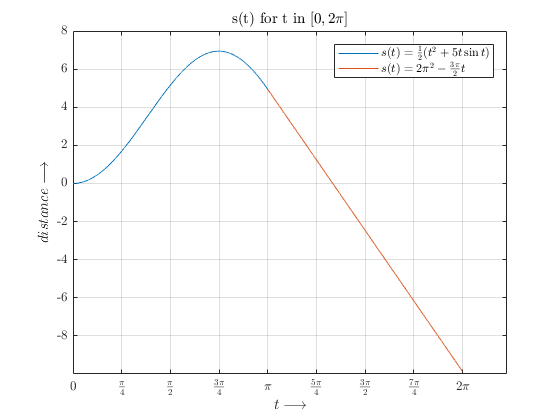 s(t) for t in [0, 2π]
8
6
4
2
0
-2
-4
-6
-8
distance ⟶
s(t) = ½(t² + 5t sin t)
s(t) = 2π² − 3π/2 t
0 π/4 π/2 3π/4 π 5π/4 3π/2 7π/4 2π
t ⟶